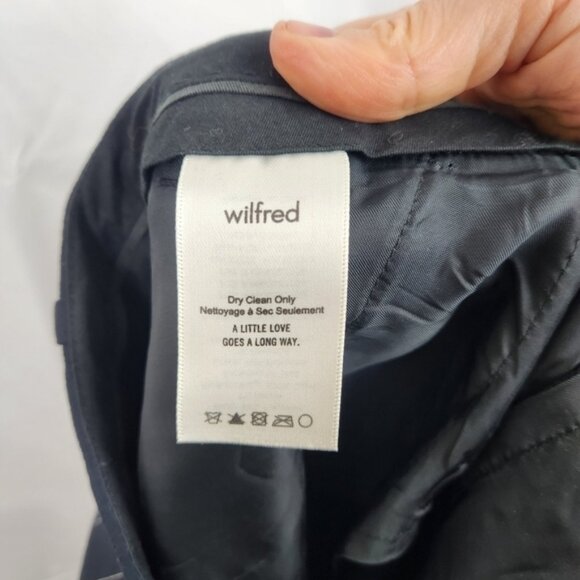 wilfred
Dry Clean Only
Nettoyage à Sec Seulement
A LITTLE LOVE
GOES A LONG WAY.